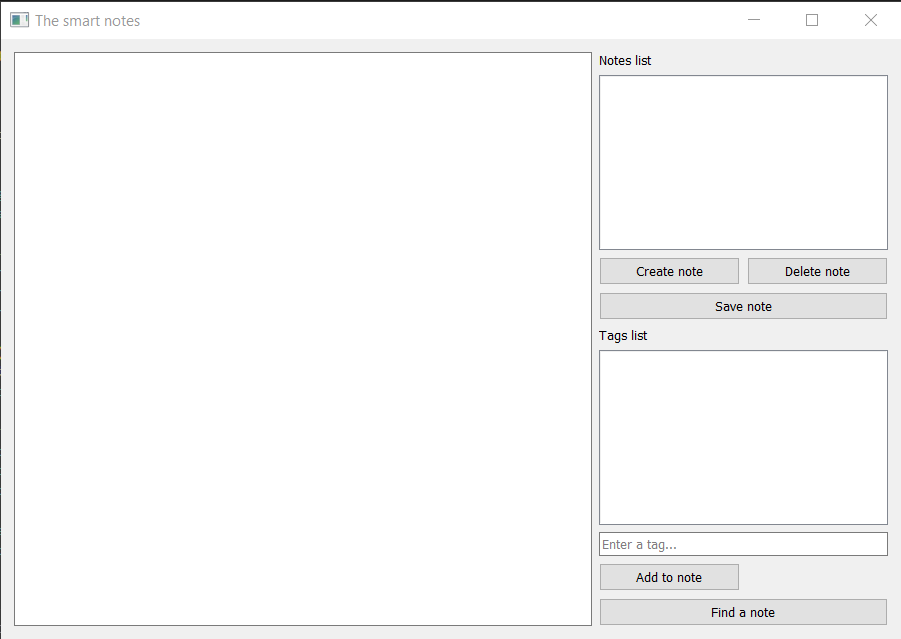 The smart notes
Notes list
Create note
Delete note
Save note
Tags list
Enter a tag...
Add to note
Find a note